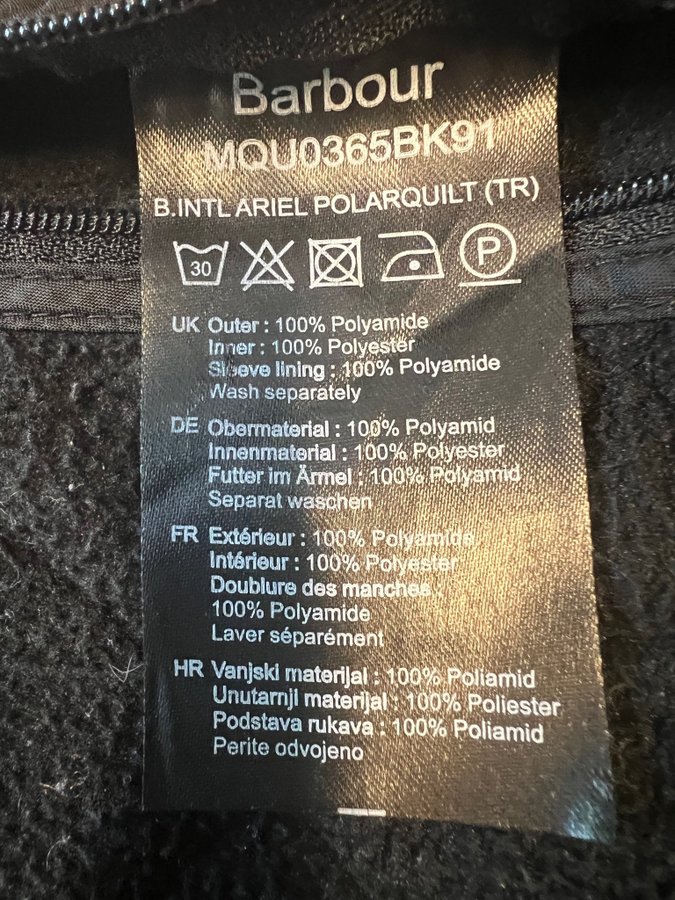 Barbour
MQU0365BK91
B.INTL ARIEL POLARQUILT (TR)
30 P
UK Outer : 100% Polyamide
Inner : 100% Polyester
Sleeve lining : 100% Polyamide
Wash separately
DE Obermaterial : 100% Polyamid
Innenmaterial : 100% Polyester
Futter im Ärmel : 100% Polyamid
Separat waschen
FR Extérieur : 100% Polyamide
Intérieur : 100% Polyester
Doublure des manches :
100% Polyamide
Laver séparément
HR Vanjski materijal : 100% Poliamid
Unutarnji materijal : 100% Poliester
Podstava rukava : 100% Poliamid
Perite odvojeno